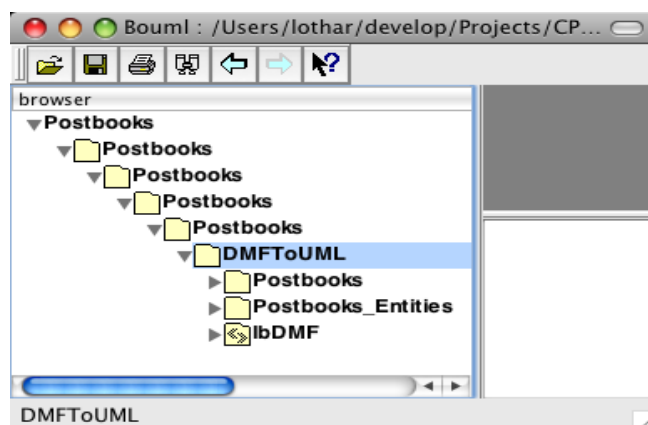 Bouml : /Users/lothar/develop/Projects/CP...
browser
Postbooks
Postbooks
Postbooks
Postbooks
Postbooks
DMFToUML
Postbooks
Postbooks_Entities
lbDMF
DMFToUML